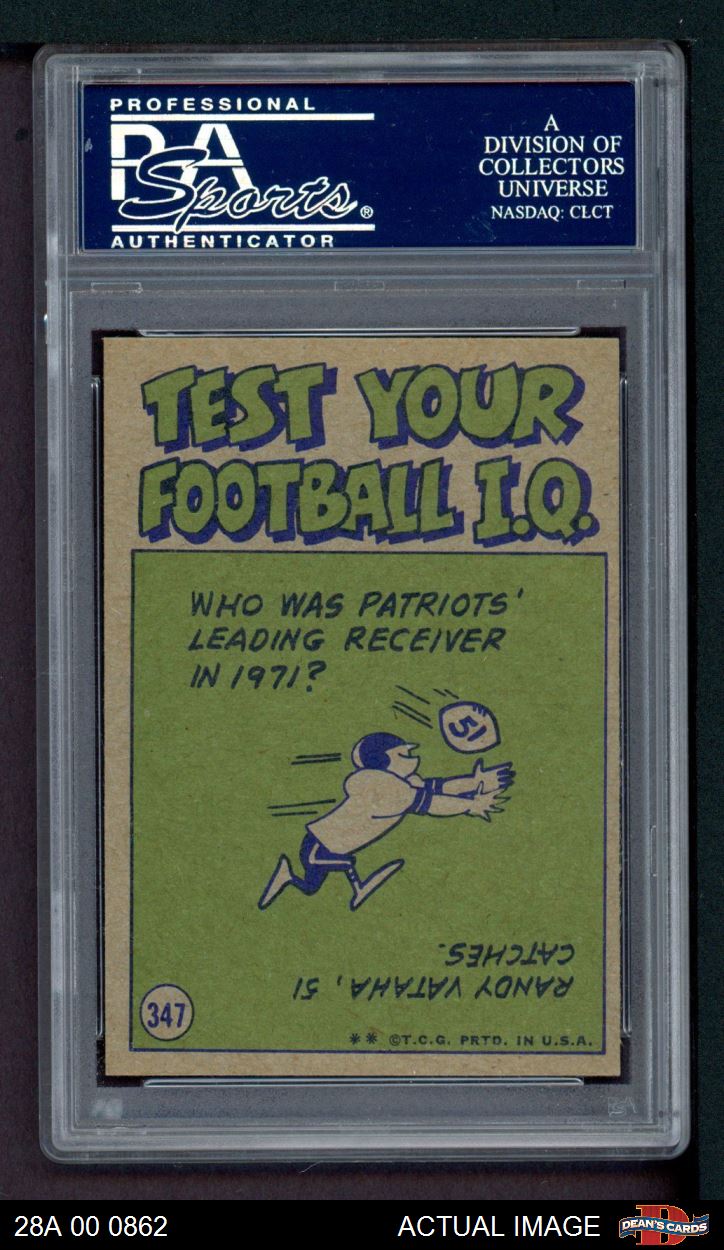 PROFESSIONAL
PSA
Sports®
AUTHENTICATOR
A
DIVISION OF
COLLECTORS
UNIVERSE
NASDAQ: CLCT
TEST YOUR
FOOTBALL I.Q.
WHO WAS PATRIOTS'
LEADING RECEIVER
IN 1971?
51
RANDY VATAHA, 51
CATCHES.
347
** ©T.C.G. PRTD. IN U.S.A.
PSA
28A 00 0862
ACTUAL IMAGE
D
DEAN'S CARDS